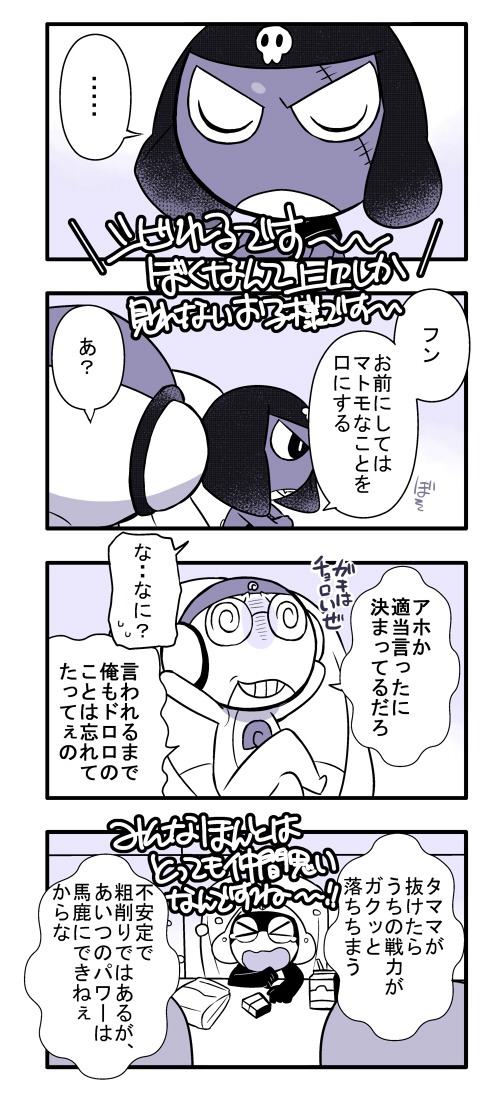 ・・・・・
シビれるです〜〜
ぼくなんて上辺しか
見れないお子様です〜
フン
お前にしては
マトモなことを
口にする
あ？
ぼそ
アホか
適当言ったに
決まってるだろ
ガキは
チョロいぜ
な・・なに？
言われるまで
俺もドロロの
ことは忘れて
たってぇの
みんなほんとは
とっても仲間思い
なんですね〜〜！
タママが
抜けたら
うちの戦力が
ガクッと
落ちちまう
不安定で
粗削りではあるが、
あいつのパワーは
馬鹿にできねぇ
からな